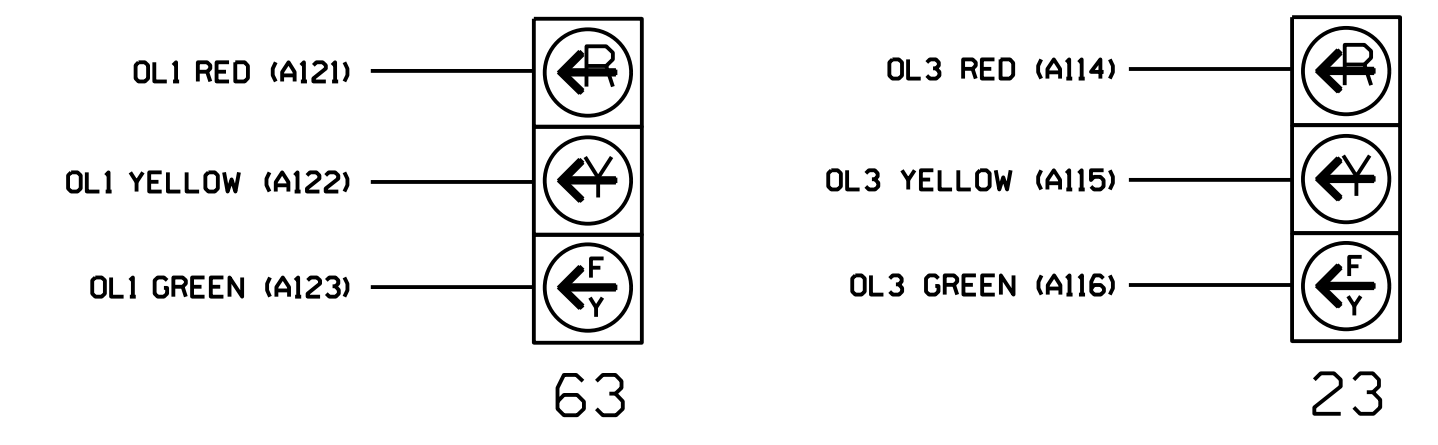 OL1 RED (A121)
R
OL1 YELLOW (A122)
Y
OL1 GREEN (A123)
F
Y
63
OL3 RED (A114)
R
OL3 YELLOW (A115)
Y
OL3 GREEN (A116)
F
Y
23